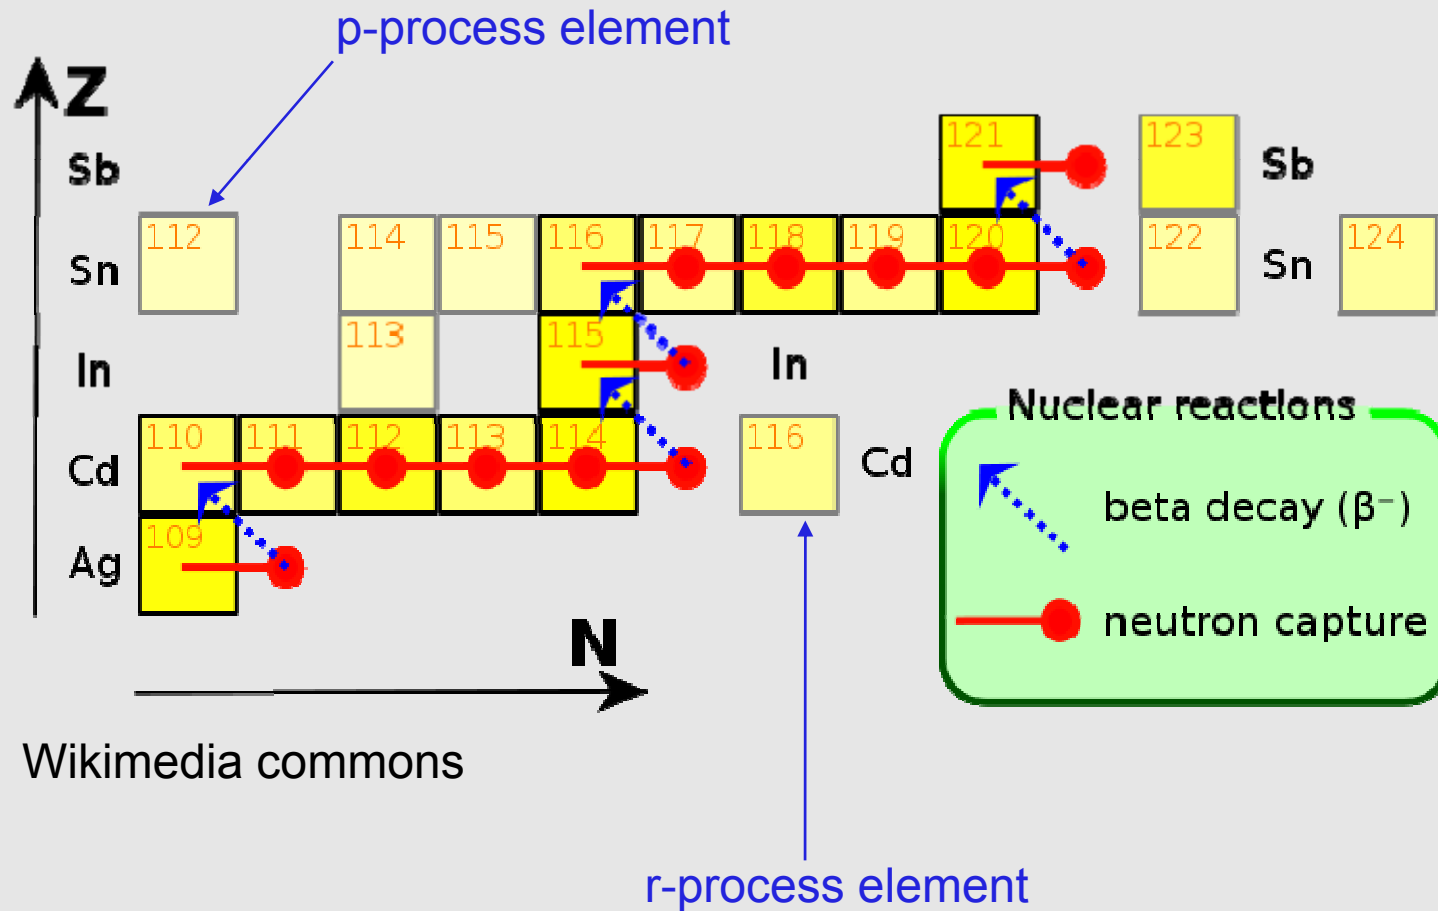 p-process element
Z
Sb 121 123 Sb
Sn 112 114 115 116 117 118 119 120 122 Sn 124
In 113 115 In
Cd 110 111 112 113 114 116 Cd
Ag 109
N
Nuclear reactions
beta decay (β⁻)
neutron capture
Wikimedia commons
r-process element